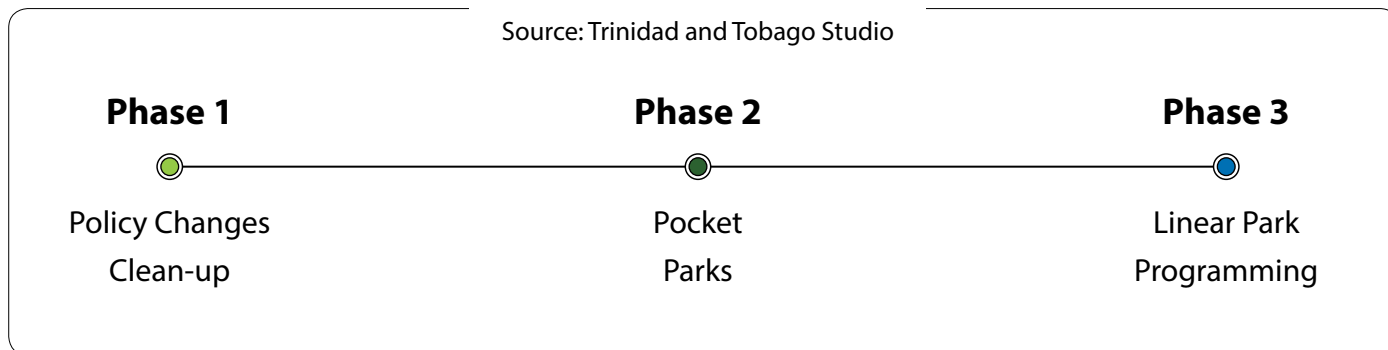 Source: Trinidad and Tobago Studio
Phase 1
Policy Changes
Clean-up
Phase 2
Pocket
Parks
Phase 3
Linear Park
Programming